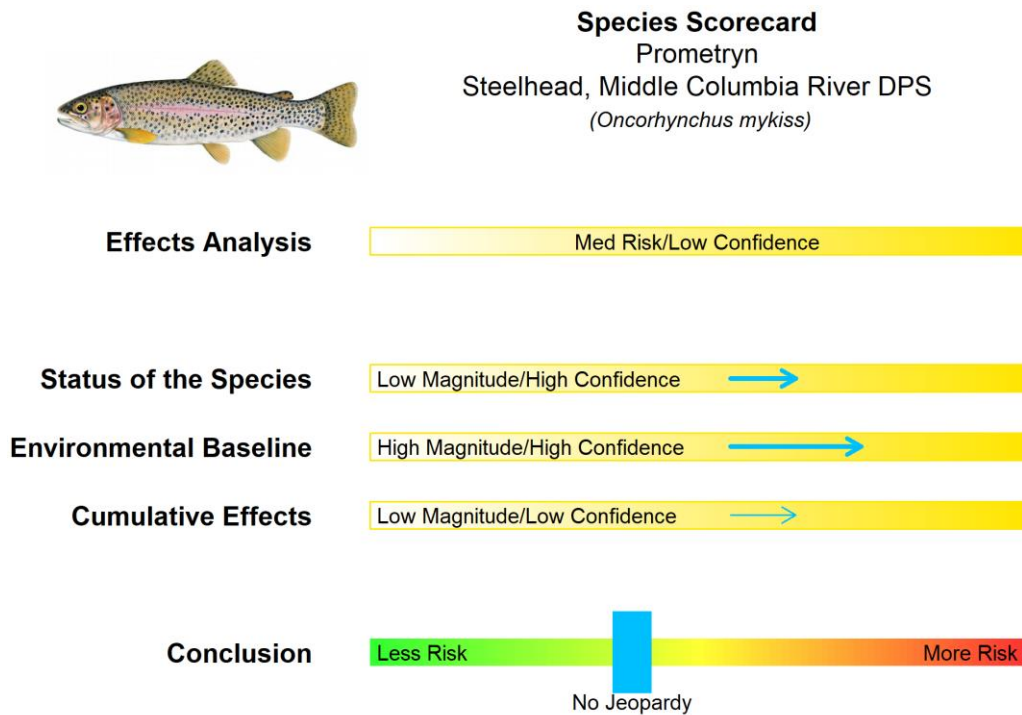 Species Scorecard
Prometryn
Steelhead, Middle Columbia River DPS
(Oncorhynchus mykiss)
Effects Analysis
Med Risk/Low Confidence
Status of the Species
Low Magnitude/High Confidence
Environmental Baseline
High Magnitude/High Confidence
Cumulative Effects
Low Magnitude/Low Confidence
Conclusion
Less Risk
More Risk
No Jeopardy